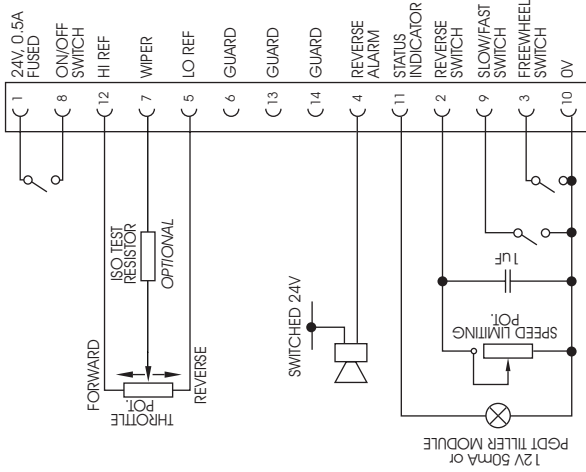 24V, 0.5A
FUSED
ON/OFF
SWITCH
HI REF
WIPER
LO REF
GUARD
GUARD
GUARD
REVERSE
ALARM
STATUS
INDICATOR
REVERSE
SWITCH
SLOW/FAST
SWITCH
FREEWHEEL
SWITCH
0V
1
8
12
7
5
6
13
14
4
11
2
9
3
10
ISO TEST
RESISTOR
OPTIONAL
FORWARD
THROTTLE
POT.
REVERSE
SWITCHED 24V
1uF
SPEED LIMITING
POT.
12V 50mA or
PGDT TILLER MODULE